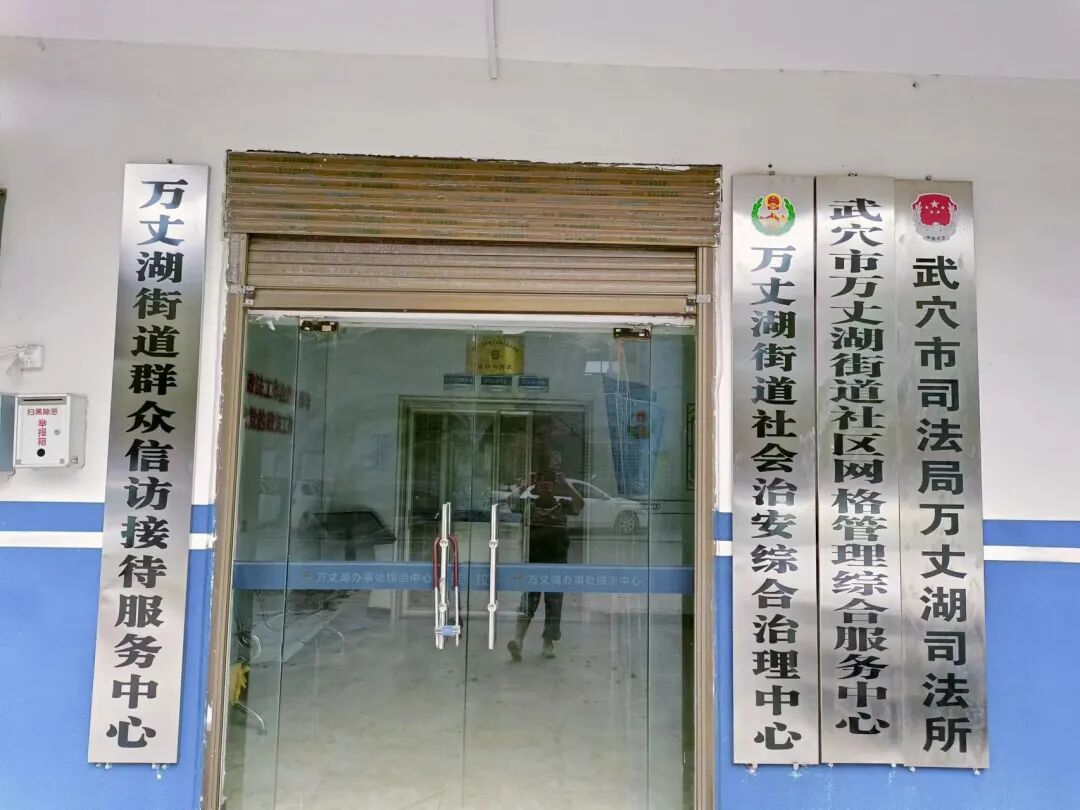 万丈湖街道群众信访接待服务中心
扫黑除恶
举报箱
万丈湖办事处综治中心
拉
万丈湖办事处综治中心
万丈湖街道社会治安综合治理中心
武穴市万丈湖街道社区网格管理综合服务中心
武穴市司法局万丈湖司法所